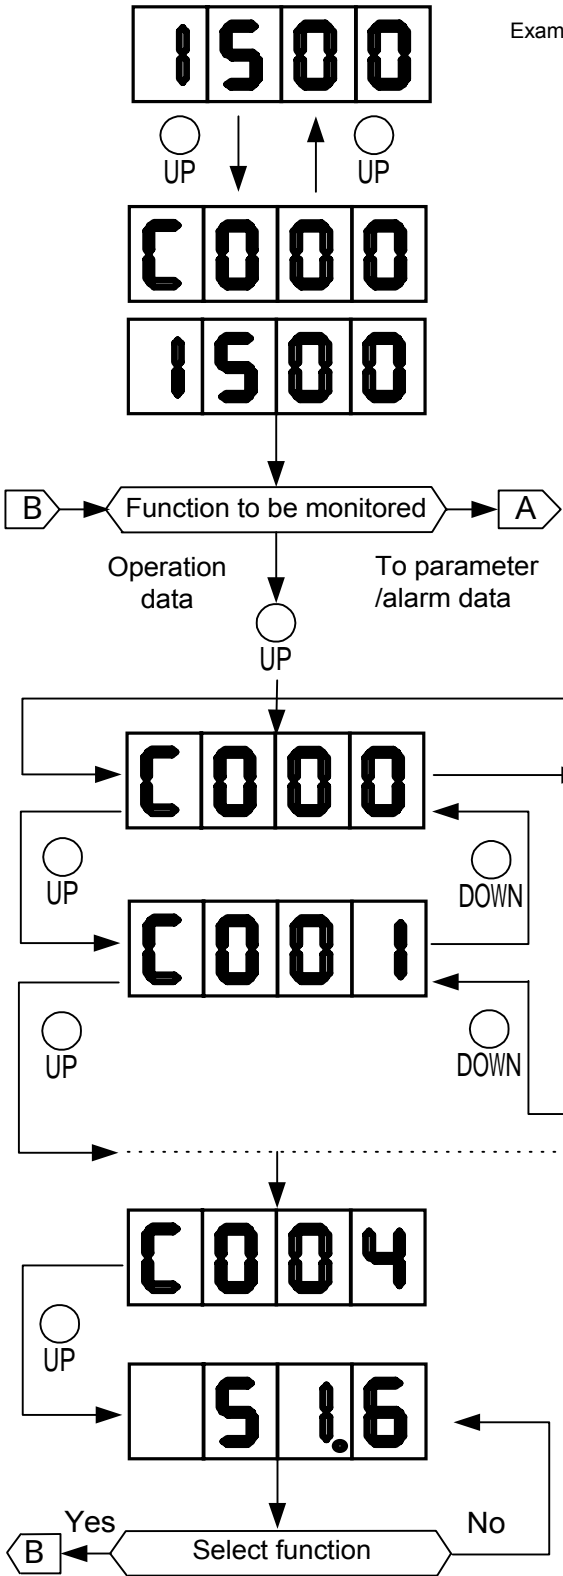 1500
Exam
UP UP
C000
1500
B Function to be monitored A
Operation
data
To parameter
/alarm data
UP
C000
UP DOWN
C001
UP DOWN
C004
UP
51.6
Yes No
B Select function